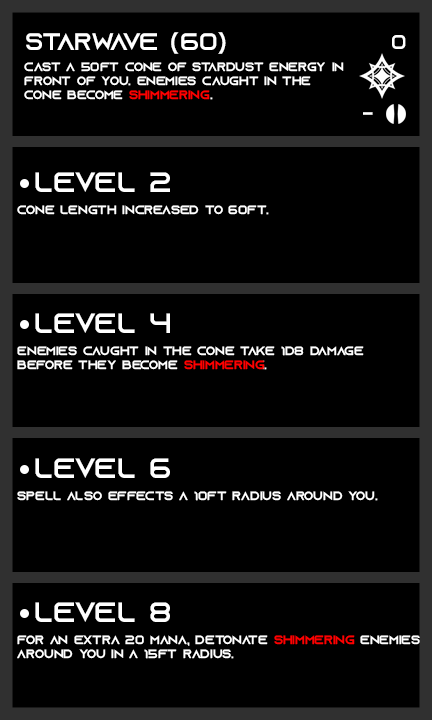 STARWAVE (60)
0
CAST A 50FT CONE OF STARDUST ENERGY IN
FRONT OF YOU. ENEMIES CAUGHT IN THE
CONE BECOME SHIMMERING.
-
•LEVEL 2
CONE LENGTH INCREASED TO 60FT.
•LEVEL 4
ENEMIES CAUGHT IN THE CONE TAKE 1D8 DAMAGE
BEFORE THEY BECOME SHIMMERING.
•LEVEL 6
SPELL ALSO EFFECTS A 10FT RADIUS AROUND YOU.
•LEVEL 8
FOR AN EXTRA 20 MANA, DETONATE SHIMMERING ENEMIES
AROUND YOU IN A 15FT RADIUS.